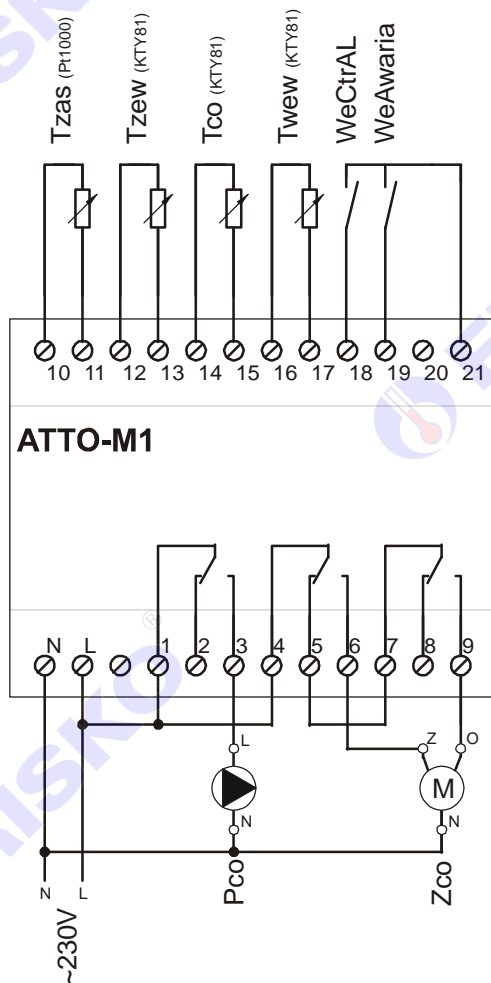 Tzas (Pt1000)
Tzew (KTY81)
Tco (KTY81)
Twew (KTY81)
WeCtrAL
WeAwaria
10 11 12 13 14 15 16 17 18 19 20 21
ATTO-M1
N L 1 2 3 4 5 6 7 8 9
L
Z
O
M
N
N
N L
~230V
Pco
Zco
®
RISKO